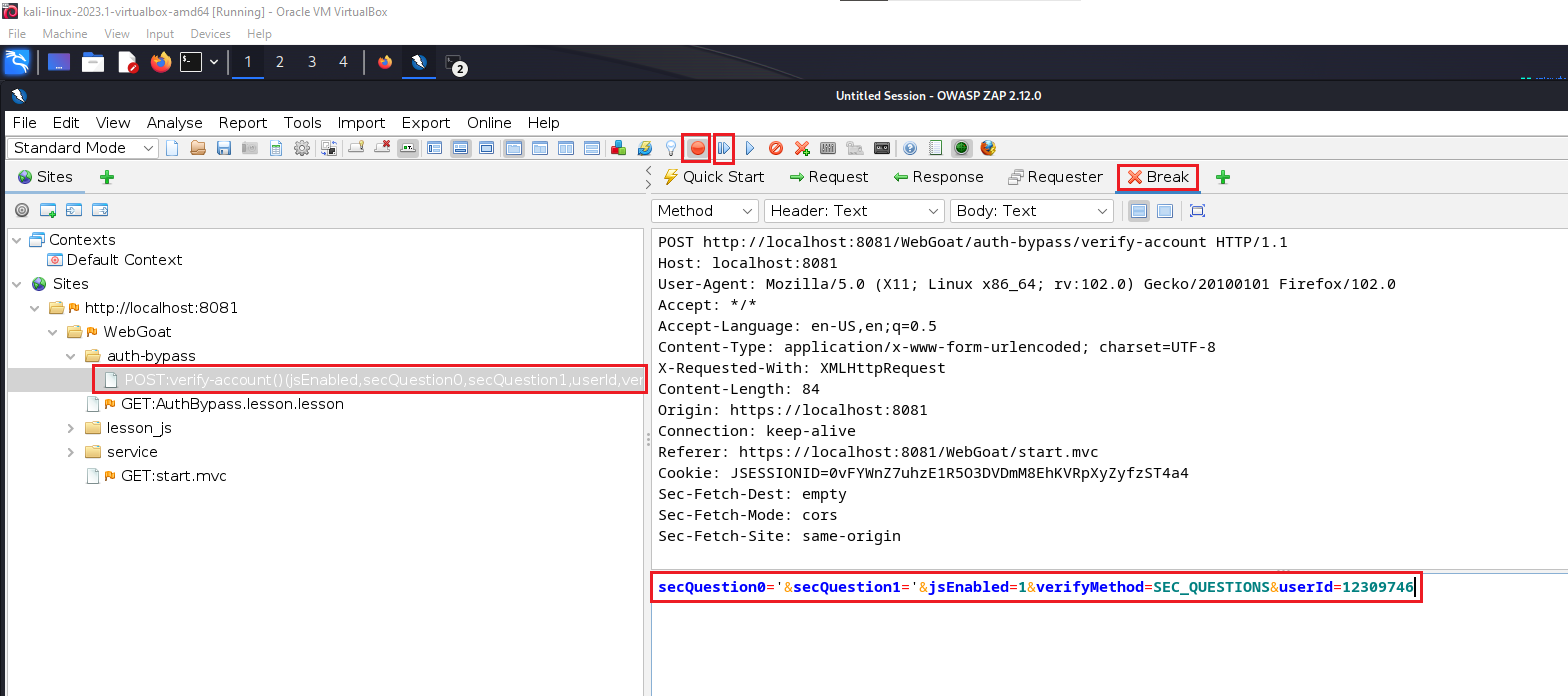 kali-linux-2023.1-virtualbox-amd64 [Running] - Oracle VM VirtualBox
File Machine View Input Devices Help
1 2 3 4 2
Untitled Session - OWASP ZAP 2.12.0
File Edit View Analyse Report Tools Import Export Online Help
Standard Mode
Sites
Quick Start Request Response Requester Break
Method Header: Text Body: Text
Contexts
Default Context
Sites
http://localhost:8081
WebGoat
auth-bypass
POST:verify-account()(jsEnabled,secQuestion0,secQuestion1,userId,ver
GET:AuthBypass.lesson.lesson
lesson_js
service
GET:start.mvc
POST http://localhost:8081/WebGoat/auth-bypass/verify-account HTTP/1.1
Host: localhost:8081
User-Agent: Mozilla/5.0 (X11; Linux x86_64; rv:102.0) Gecko/20100101 Firefox/102.0
Accept: */*
Accept-Language: en-US,en;q=0.5
Content-Type: application/x-www-form-urlencoded; charset=UTF-8
X-Requested-With: XMLHttpRequest
Content-Length: 84
Origin: https://localhost:8081
Connection: keep-alive
Referer: https://localhost:8081/WebGoat/start.mvc
Cookie: JSESSIONID=0vFYWnZ7uhzE1R5O3DVDmM8EhKVRpXyZyfzST4a4
Sec-Fetch-Dest: empty
Sec-Fetch-Mode: cors
Sec-Fetch-Site: same-origin
secQuestion0='&secQuestion1='&jsEnabled=1&verifyMethod=SEC_QUESTIONS&userId=12309746